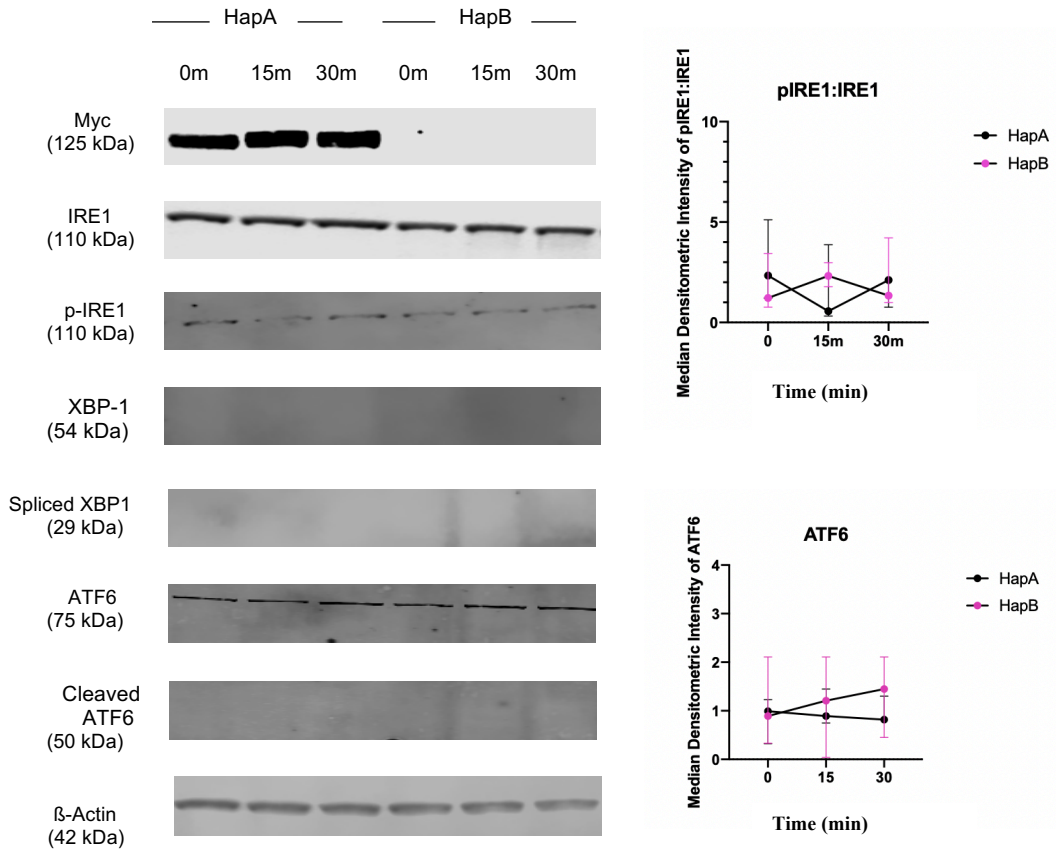 HapA HapB
0m 15m 30m 0m 15m 30m
Myc
(125 kDa)
IRE1
(110 kDa)
p-IRE1
(110 kDa)
XBP-1
(54 kDa)
Spliced XBP1
(29 kDa)
ATF6
(75 kDa)
Cleaved
ATF6
(50 kDa)
ß-Actin
(42 kDa)
pIRE1:IRE1
Median Densitometric Intensity of pIRE1:IRE1
10
5
0
0 15m 30m
Time (min)
HapA
HapB
ATF6
Median Densitometric Intensity of ATF6
4
3
2
1
0
0 15 30
Time (min)
HapA
HapB